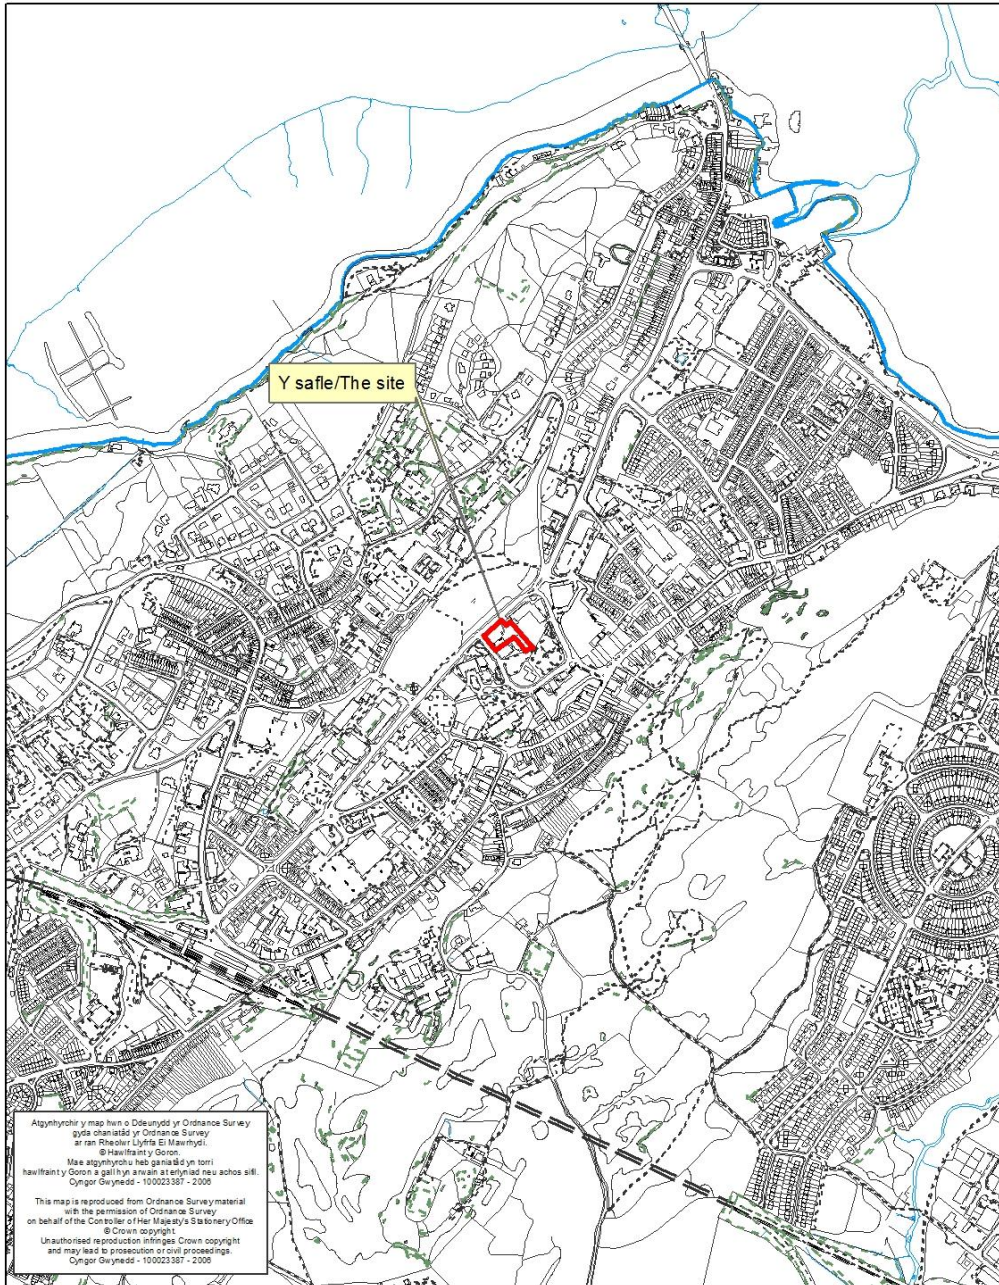 Y safle/The site
Atgynhyrchir y map hwn o Ddeunydd yr Ordnance Survey
gyda chaniatâd yr Ordnance Survey
ar ran Rheolwr Llyfrfa Ei Mawrhydi.
© Hawlfraint y Goron.
Mae atgynhyrchu heb ganiatâd yn torri
hawlfraint y Goron a gall hyn arwain at erlyniad neu achos sifil.
Cyngor Gwynedd - 100023387 - 2006
This map is reproduced from Ordnance Survey material
with the permission of Ordnance Survey
on behalf of the Controller of Her Majesty's Stationery Office
© Crown copyright.
Unauthorised reproduction infringes Crown copyright
and may lead to prosecution or civil proceedings.
Cyngor Gwynedd - 100023387 - 2006